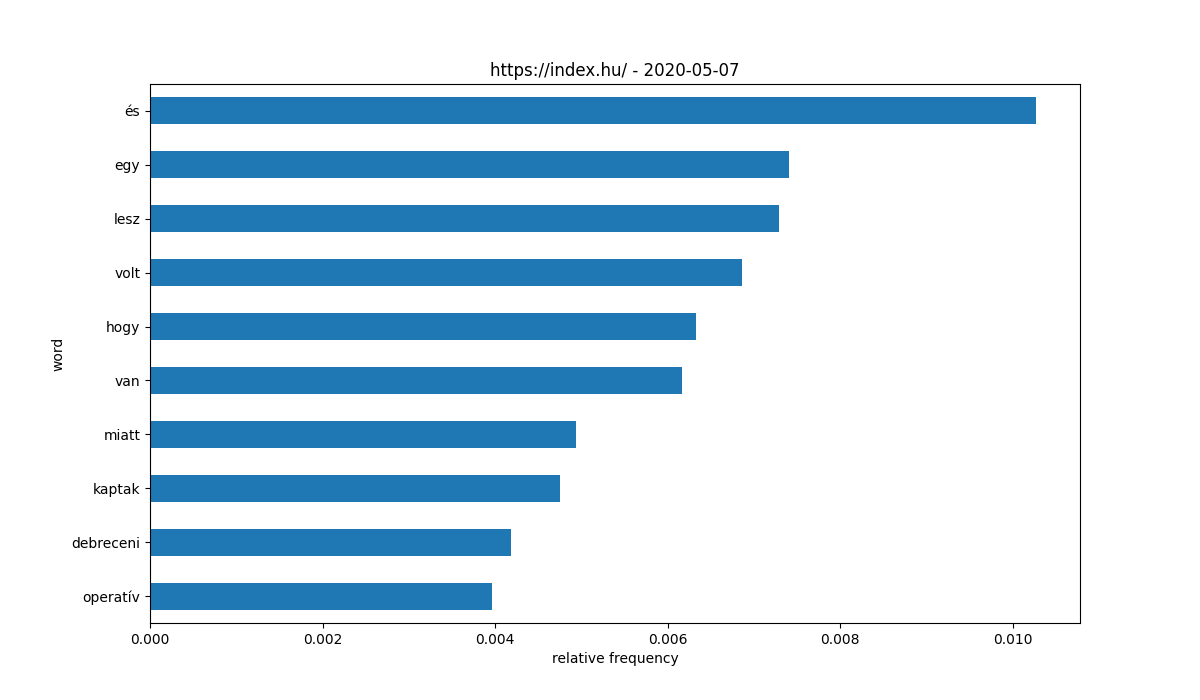 https://index.hu/ - 2020-05-07
és
egy
lesz
volt
hogy
van
miatt
kaptak
debreceni
operatív
word
0.000 0.002 0.004 0.006 0.008 0.010
relative frequency